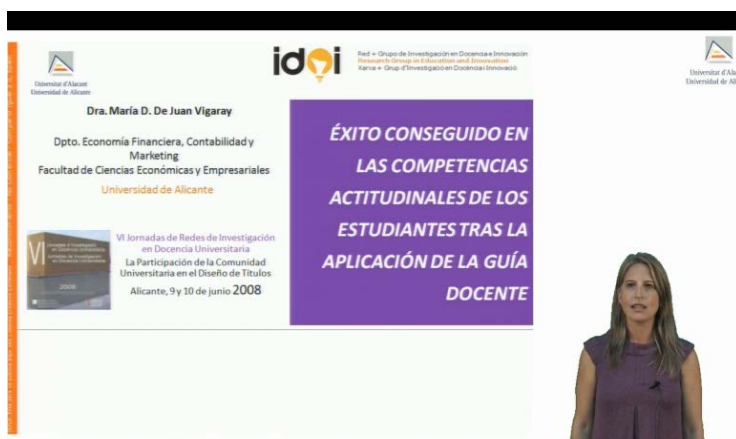 Universitat d'Alacant
Universidad de Alicante
idoi
Red + Grupo de Investigación en Docencia e Innovación
Research Group in Education and Innovation
Xarxa + Grup d'Investigació en Docència i Innovació
Dra. María D. De Juan Vigaray
Dpto. Economía Financiera, Contabilidad y
Marketing
Facultad de Ciencias Económicas y Empresariales
Universidad de Alicante
VI Jornadas de Redes de Investigación
en Docencia Universitaria
La Participación de la Comunidad
Universitaria en el Diseño de Títulos
Alicante, 9 y 10 de junio 2008
VI
2008
ÉXITO CONSEGUIDO EN
LAS COMPETENCIAS
ACTITUDINALES DE LOS
ESTUDIANTES TRAS LA
APLICACIÓN DE LA GUÍA
DOCENTE
Universitat d'Ala
Universidad de Ali